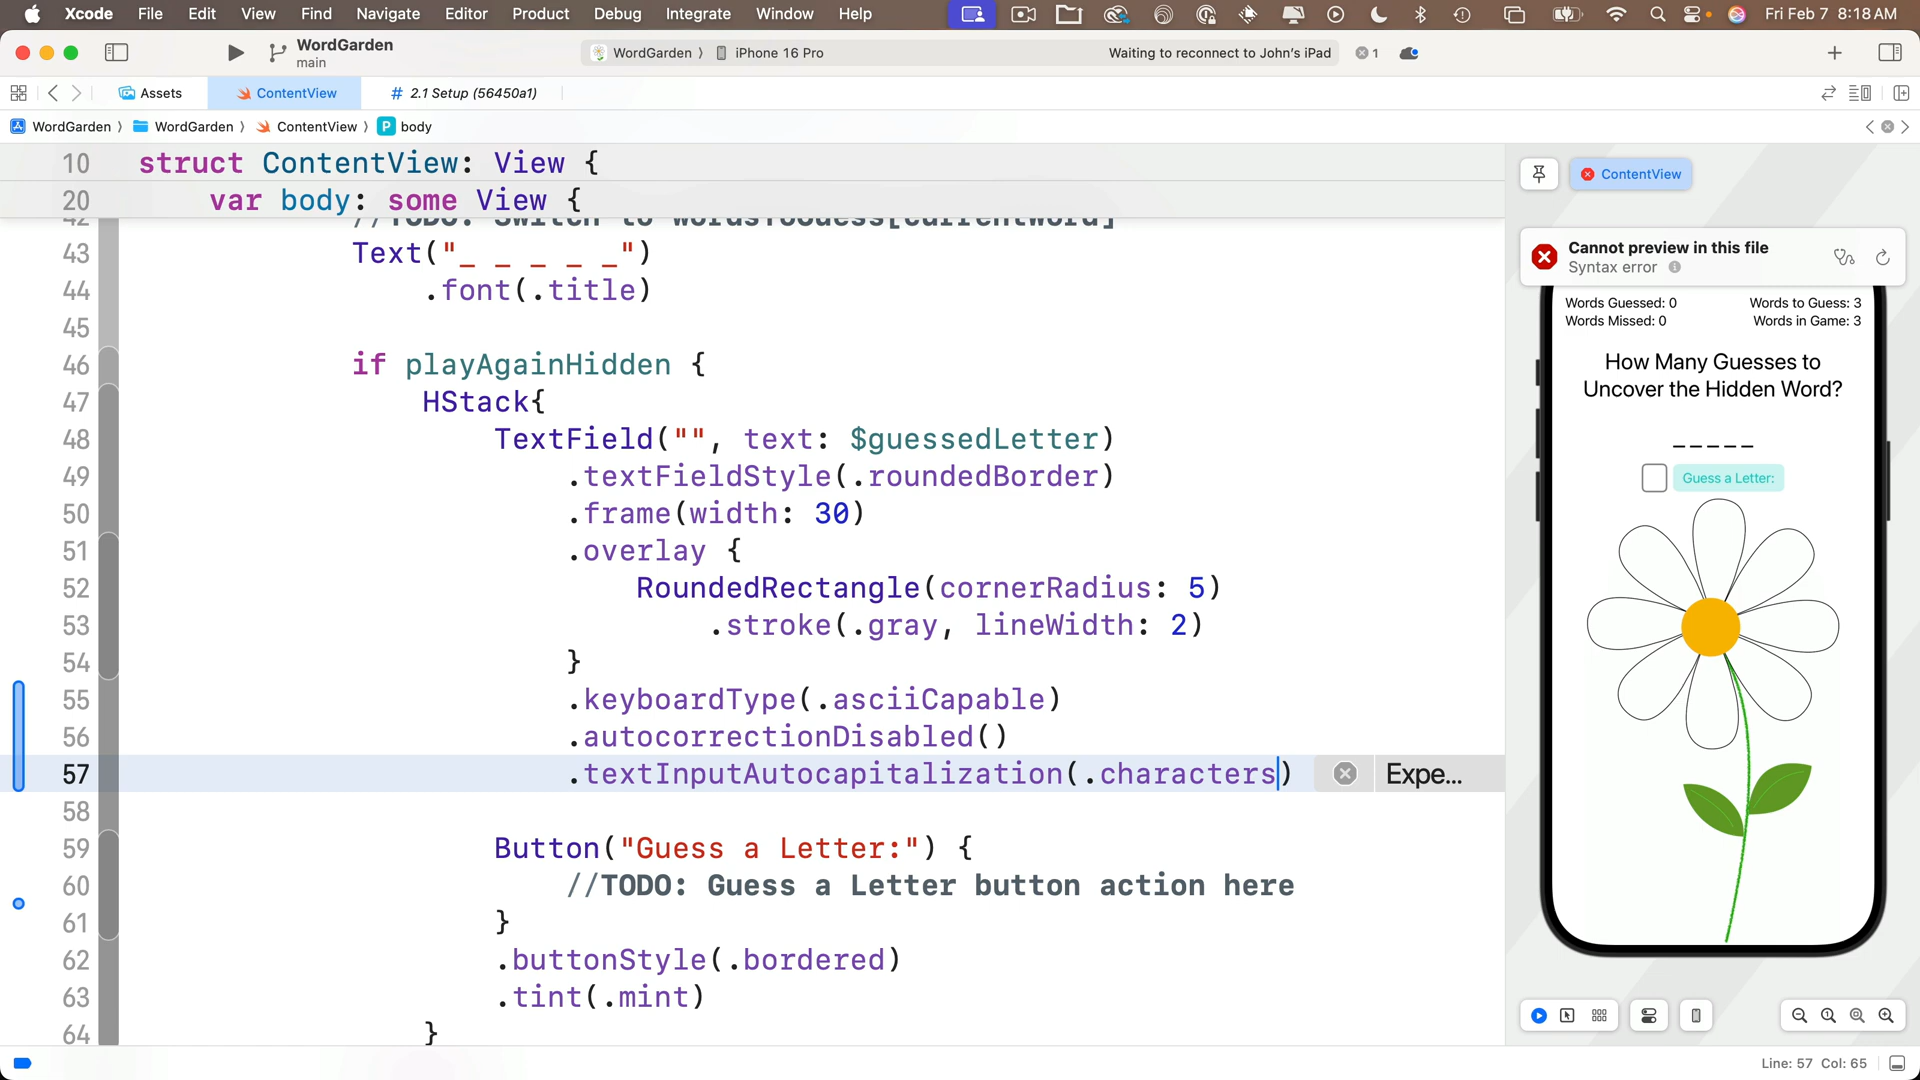 Xcode File Edit View Find Navigate Editor Product Debug Integrate Window Help Fri Feb 7 8:18 AM
WordGarden
main
WordGarden iPhone 16 Pro Waiting to reconnect to John's iPad 1
Assets ContentView # 2.1 Setup (56450a1)
WordGarden WordGarden ContentView P body
10 struct ContentView: View {
20 var body: some View {
42 //TODO: Switch to wordsToGuess[currentWord]
43 Text("_ _ _ _ _")
44 .font(.title)
45
46 if playAgainHidden {
47 HStack{
48 TextField("", text: $guessedLetter)
49 .textFieldStyle(.roundedBorder)
50 .frame(width: 30)
51 .overlay {
52 RoundedRectangle(cornerRadius: 5)
53 .stroke(.gray, lineWidth: 2)
54 }
55 .keyboardType(.asciiCapable)
56 .autocorrectionDisabled()
57 .textInputAutocapitalization(.characters) Expe...
58
59 Button("Guess a Letter:") {
60 //TODO: Guess a Letter button action here
61 }
62 .buttonStyle(.bordered)
63 .tint(.mint)
64 }
ContentView
Cannot preview in this file
Syntax error
Words Guessed: 0 Words to Guess: 3
Words Missed: 0 Words in Game: 3
How Many Guesses to
Uncover the Hidden Word?
_ _ _ _ _
Guess a Letter:
Line: 57 Col: 65